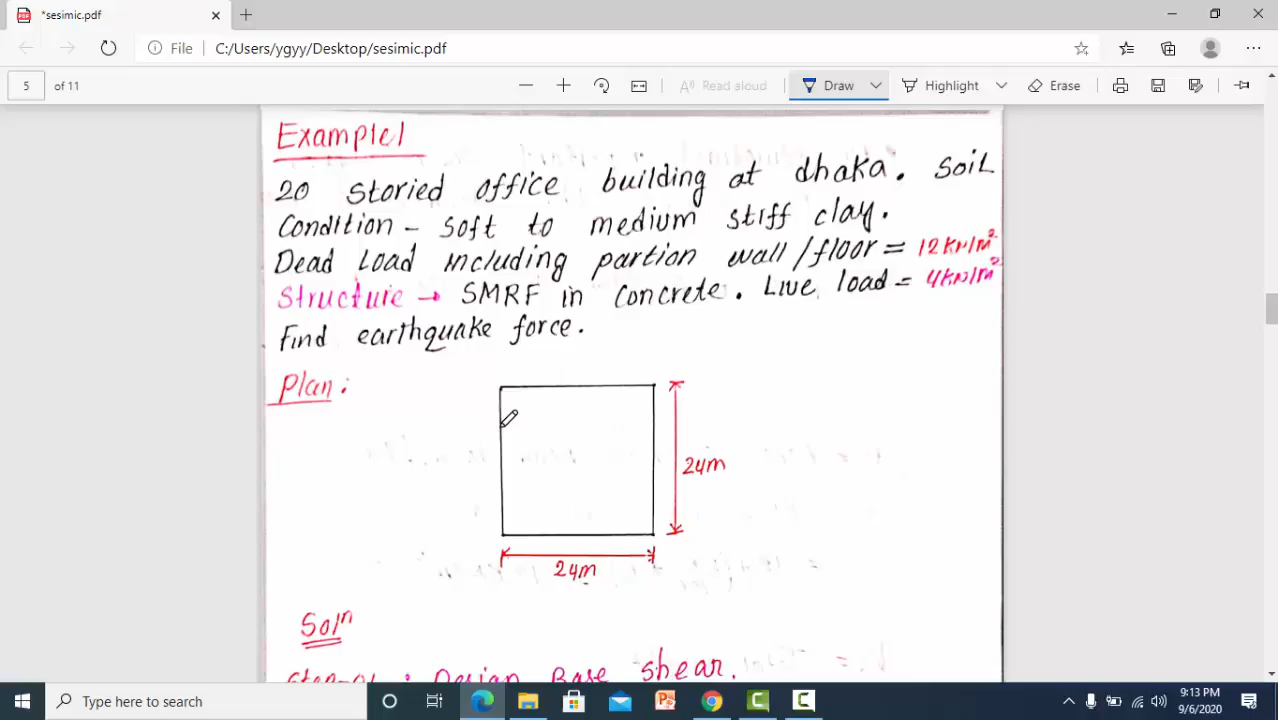 *sesimic.pdf
File C:/Users/ygyy/Desktop/sesimic.pdf
5 of 11 Read aloud Draw Highlight Erase
Example1
20 Storied office building at dhaka. Soil
Condition - Soft to medium stiff clay.
Dead Load including partion wall/floor = 12KN/M²
Structure → SMRF in Concrete. Live load = 4KN/M²
Find earthquake force.
Plan:
24m
24m
Solⁿ
: Design Base Shear.
Type here to search
9:13 PM
9/6/2020